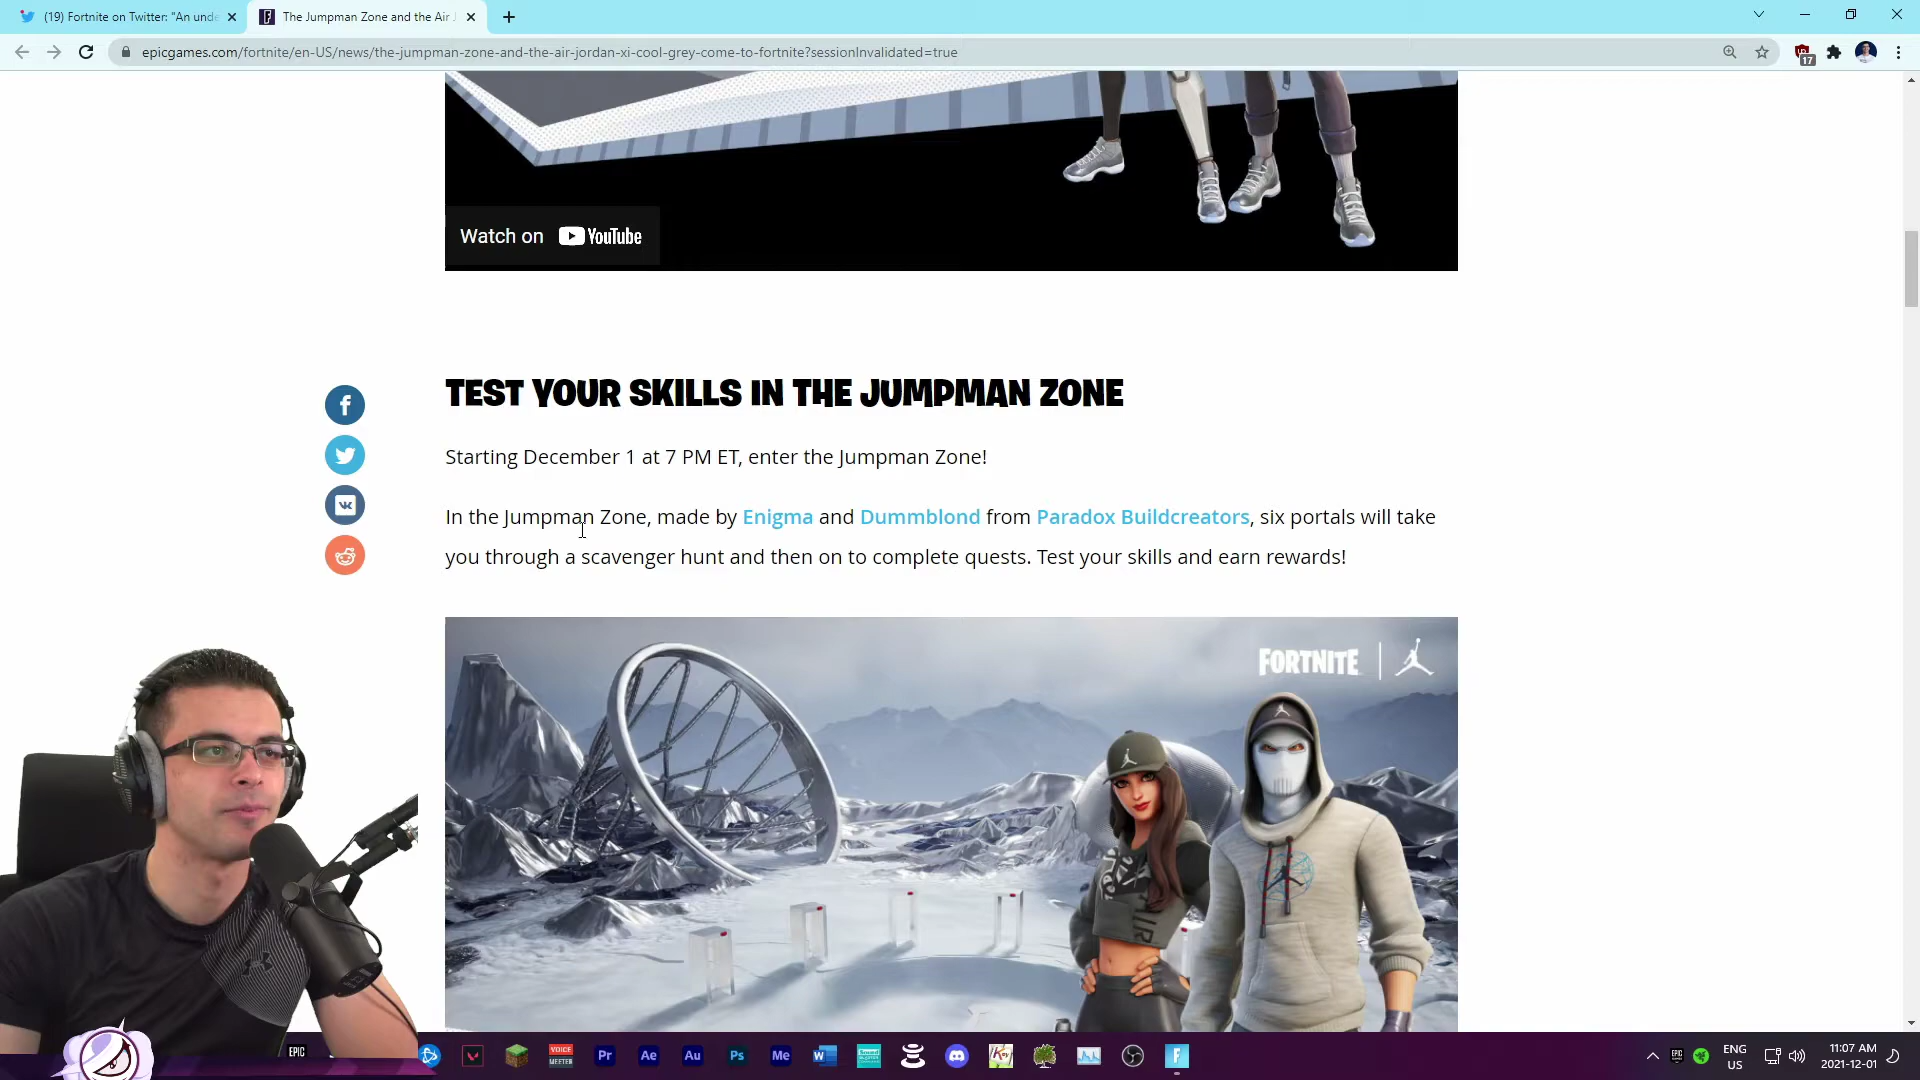 (19) Fortnite on Twitter: "An unde
The Jumpman Zone and the Air J
epicgames.com/fortnite/en-US/news/the-jumpman-zone-and-the-air-jordan-xi-cool-grey-come-to-fortnite?sessionInvalidated=true
17
Watch on YouTube
TEST YOUR SKILLS IN THE JUMPMAN ZONE
Starting December 1 at 7 PM ET, enter the Jumpman Zone!
In the Jumpman Zone, made by Enigma and Dummblond from Paradox Buildcreators, six portals will take
you through a scavenger hunt and then on to complete quests. Test your skills and earn rewards!
FORTNITE
EPIC
VOICE
MEETER
Pr
Ae
Au
Ps
Me
W
Key
F
ENG
US
11:07 AM
2021-12-01